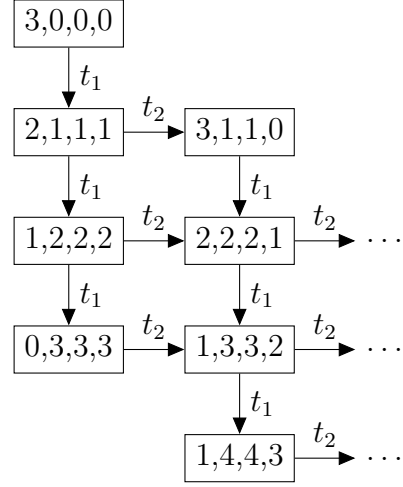 3,0,0,0
t₁
2,1,1,1 t₂ 3,1,1,0
t₁ t₁
1,2,2,2 t₂ 2,2,2,1 t₂ ⋯
t₁ t₁
0,3,3,3 t₂ 1,3,3,2 t₂ ⋯
t₁
1,4,4,3 t₂ ⋯